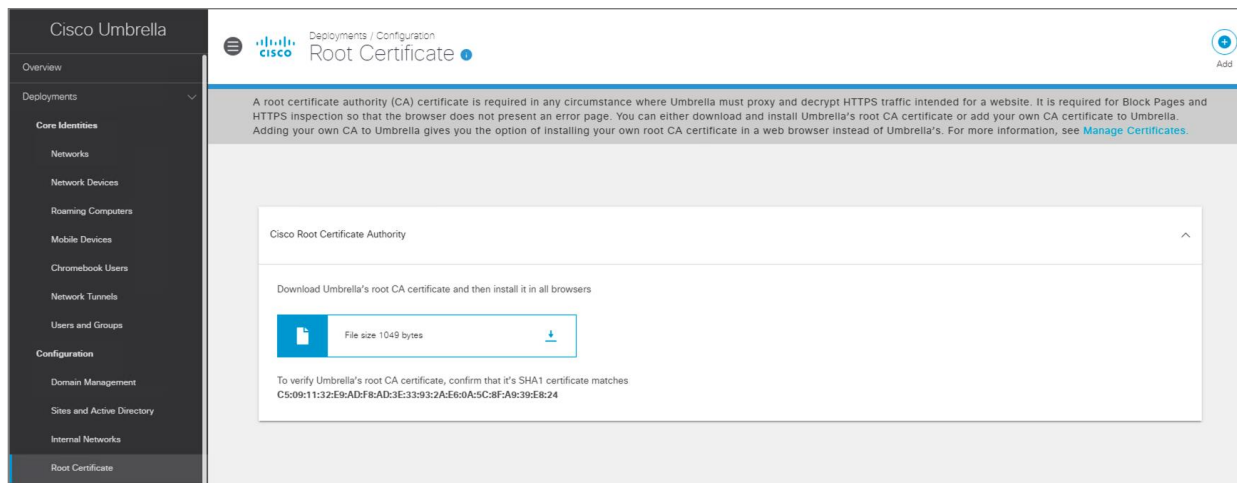 Cisco Umbrella
Overview
Deployments
Core Identities
Networks
Network Devices
Roaming Computers
Mobile Devices
Chromebook Users
Network Tunnels
Users and Groups
Configuration
Domain Management
Sites and Active Directory
Internal Networks
Root Certificate
CISCO
Deployments / Configuration
Root Certificate
Add
A root certificate authority (CA) certificate is required in any circumstance where Umbrella must proxy and decrypt HTTPS traffic intended for a website. It is required for Block Pages and
HTTPS inspection so that the browser does not present an error page. You can either download and install Umbrella's root CA certificate or add your own CA certificate to Umbrella.
Adding your own CA to Umbrella gives you the option of installing your own root CA certificate in a web browser instead of Umbrella's. For more information, see Manage Certificates.
Cisco Root Certificate Authority
Download Umbrella's root CA certificate and then install it in all browsers
File size 1049 bytes
To verify Umbrella's root CA certificate, confirm that it's SHA1 certificate matches
C5:09:11:32:E9:AD:F8:AD:3E:33:93:2A:E6:0A:5C:8F:A9:39:E8:24